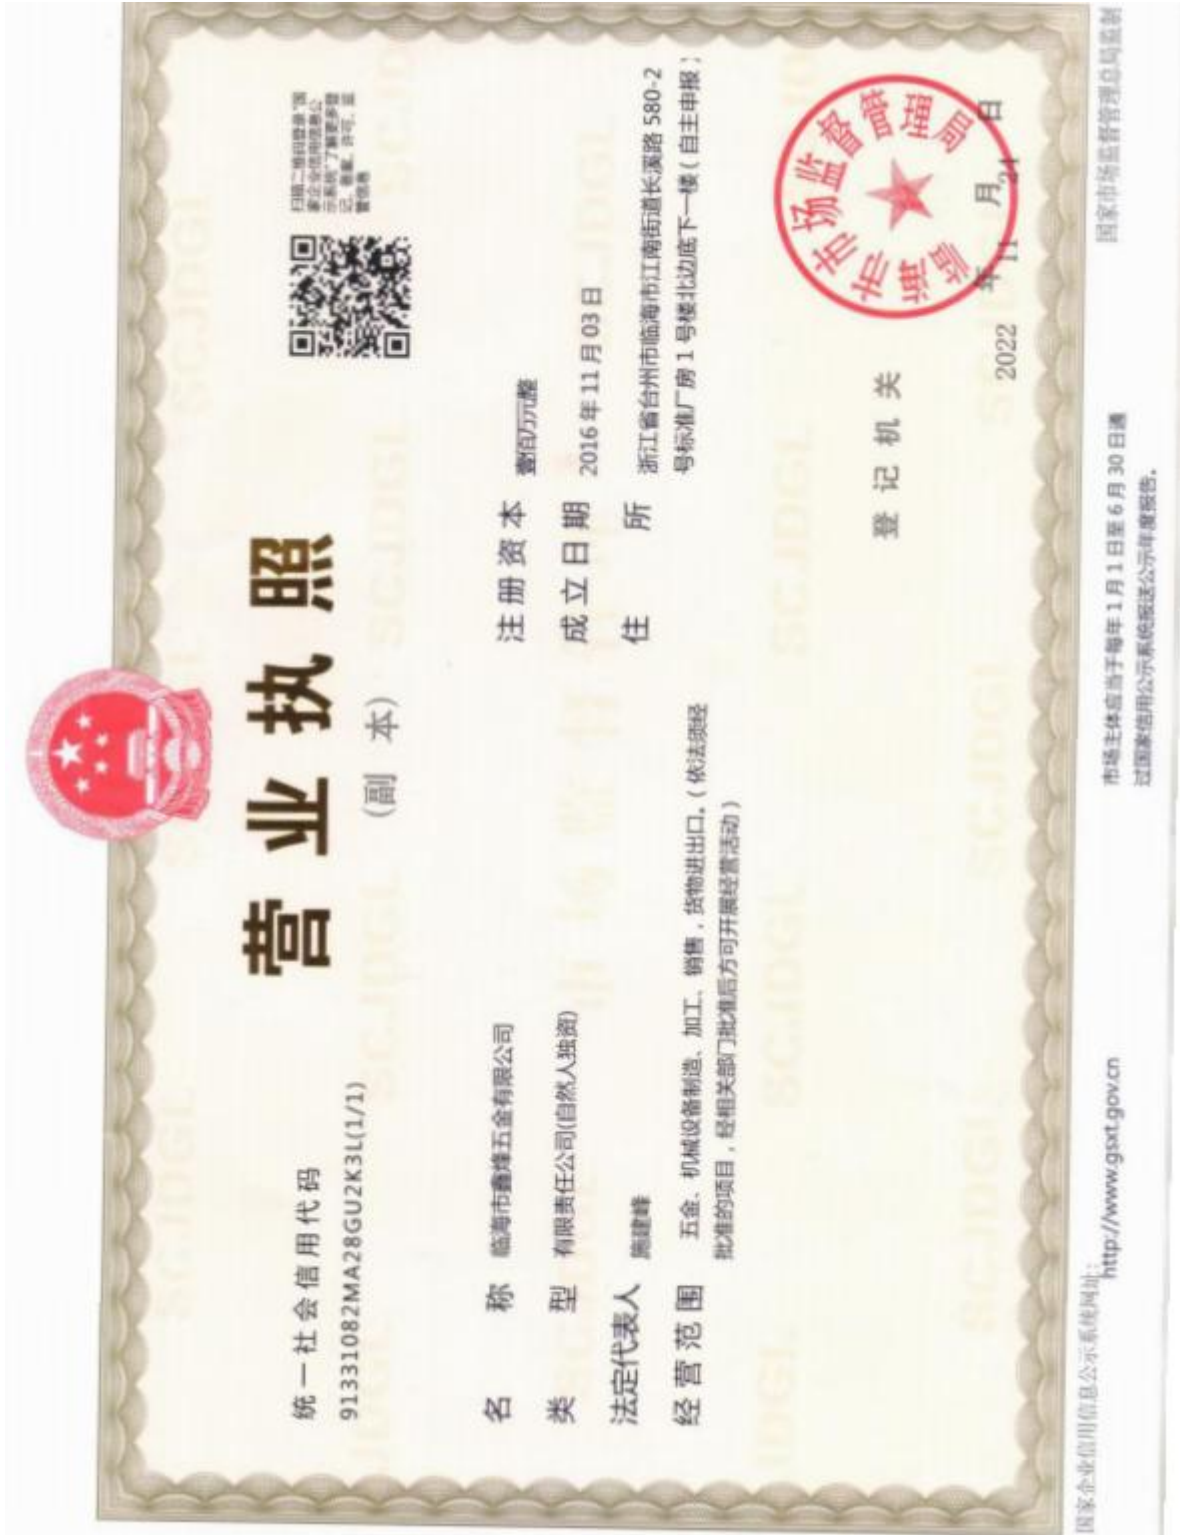 统一社会信用代码
91331082MA28GU2K3L(1/1)
营业执照
(副 本)
扫描二维码登录“国
家企业信用信息公
示系统”了解更多登
记、备案、许可、监
管信息
名 称 临海市鑫烽五金有限公司
类 型 有限责任公司(自然人独资)
法定代表人 施建峰
经营范围 五金、机械设备制造、加工、销售，货物进出口。（依法须经
批准的项目，经相关部门批准后方可开展经营活动）
注册资本 壹佰万元整
成立日期 2016年11月03日
住 所 浙江省台州市临海市江南街道长溪路580-2
号标准厂房1号楼北边底下一楼（自主申报）
登记机关
临海市市场监督管理局
2022 年 11 月 24 日
国家企业信用信息公示系统网址：
http://www.gsxt.gov.cn
市场主体应当于每年1月1日至6月30日通
过国家信用公示系统报送公示年度报告。
国家市场监督管理总局监制